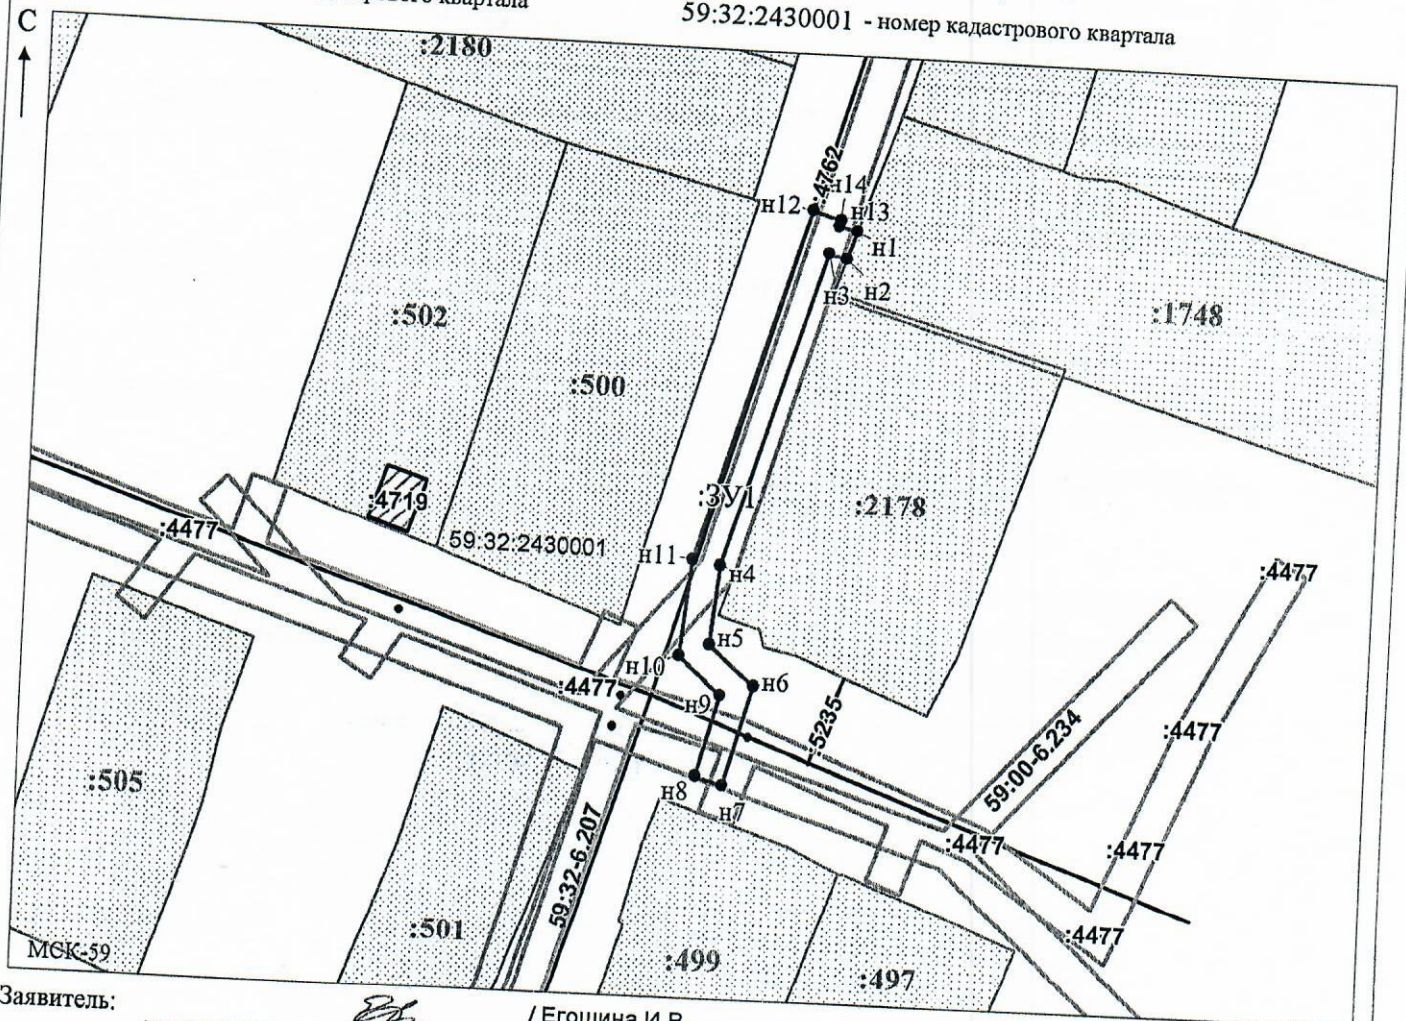 квартала
59:32:2430001 - номер кадастрового квартала
С
:2180
:4762
н14
н12
н13
н1
н2
н3
:502
:1748
:500
:4719
:ЗУ1
:2178
:4477
59:32:2430001
н11
н4
:4477
н5
н10
н6
:4477
н9
:5235
:4477
59:00-6.234
:505
н8
н7
59:32-6.207
:4477
:4477
:501
:4477
:499
:497
МСК-59
Заявитель:
/ Егошина И.В.